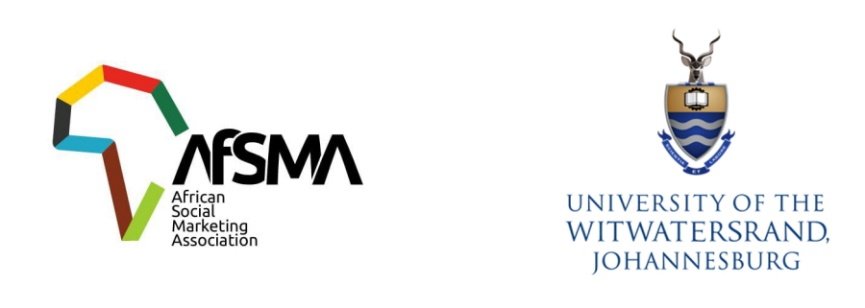 AfSMA
African
Social
Marketing
Association
UNIVERSITY OF THE
WITWATERSRAND,
JOHANNESBURG